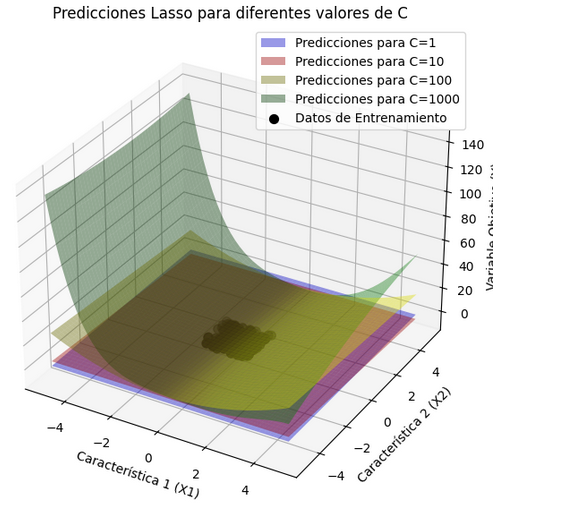 Predicciones Lasso para diferentes valores de C
Predicciones para C=1
Predicciones para C=10
Predicciones para C=100
Predicciones para C=1000
Datos de Entrenamiento
140
120
100
80
60
40
20
0
Variable Objetivo
4
2
0
−2
−4
Característica 2 (X2)
−4
−2
0
2
4
Característica 1 (X1)